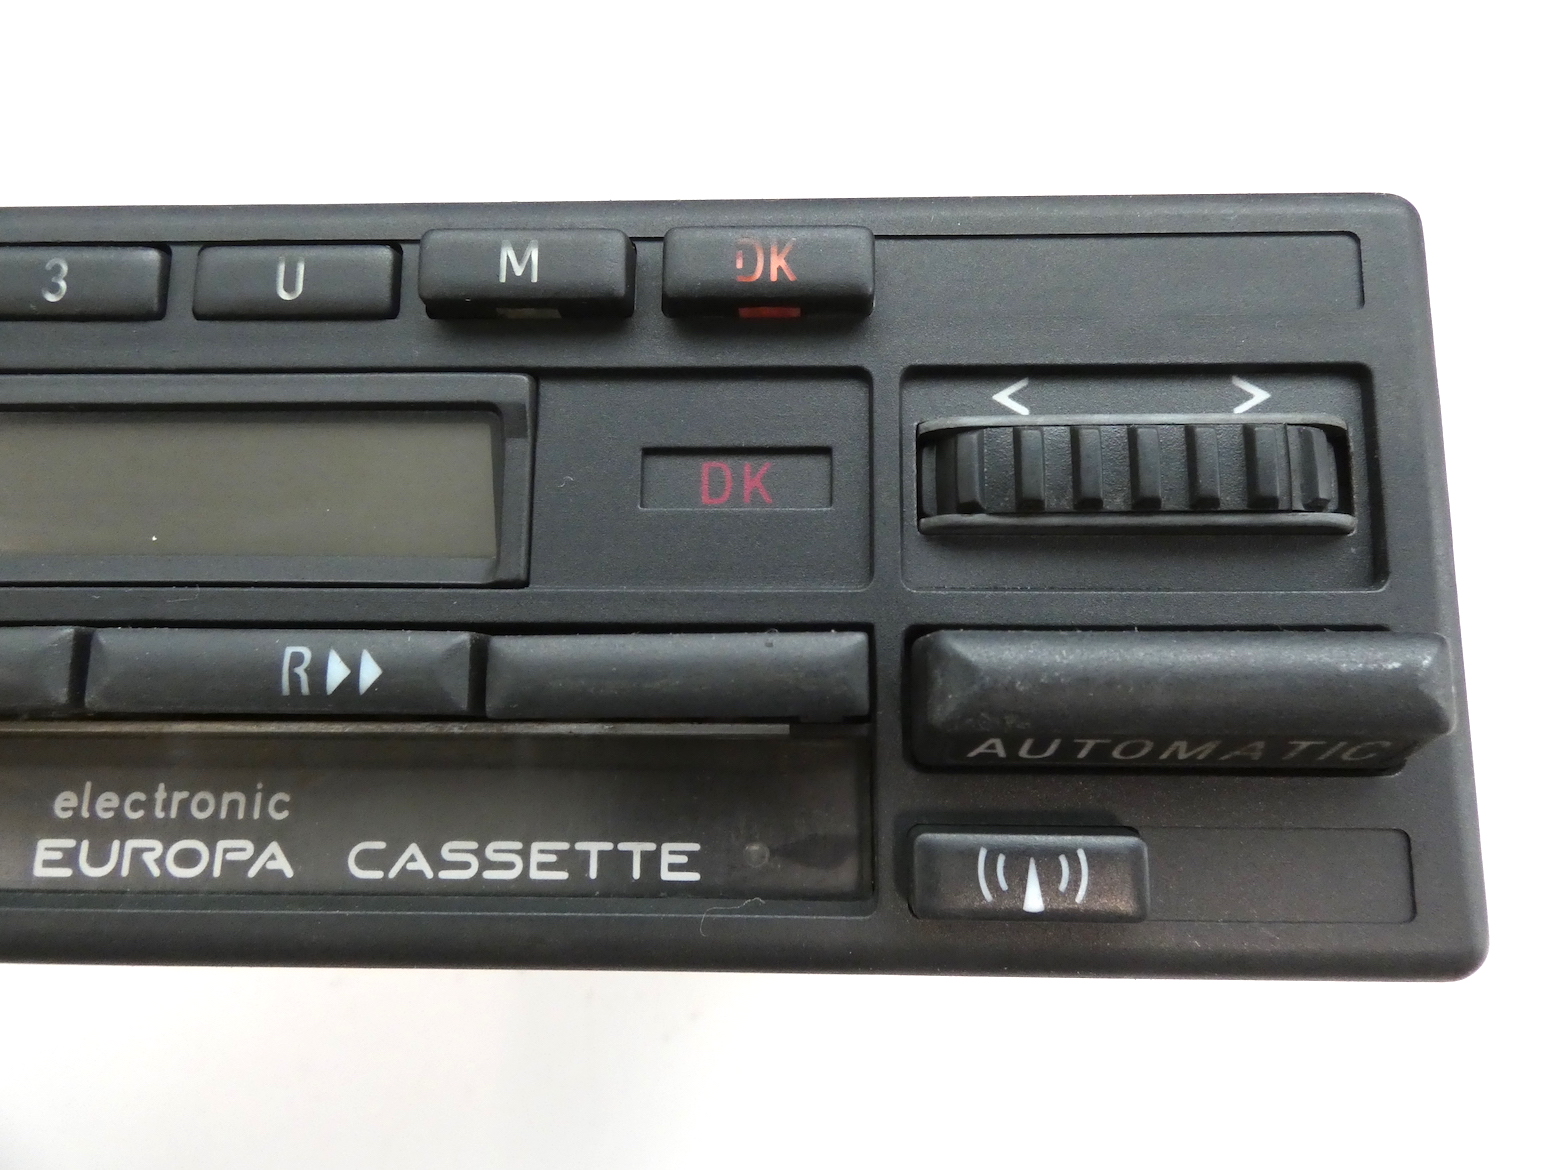 3 U M DK
< >
DK
R
AUTOMATIC
electronic
EUROPA CASSETTE